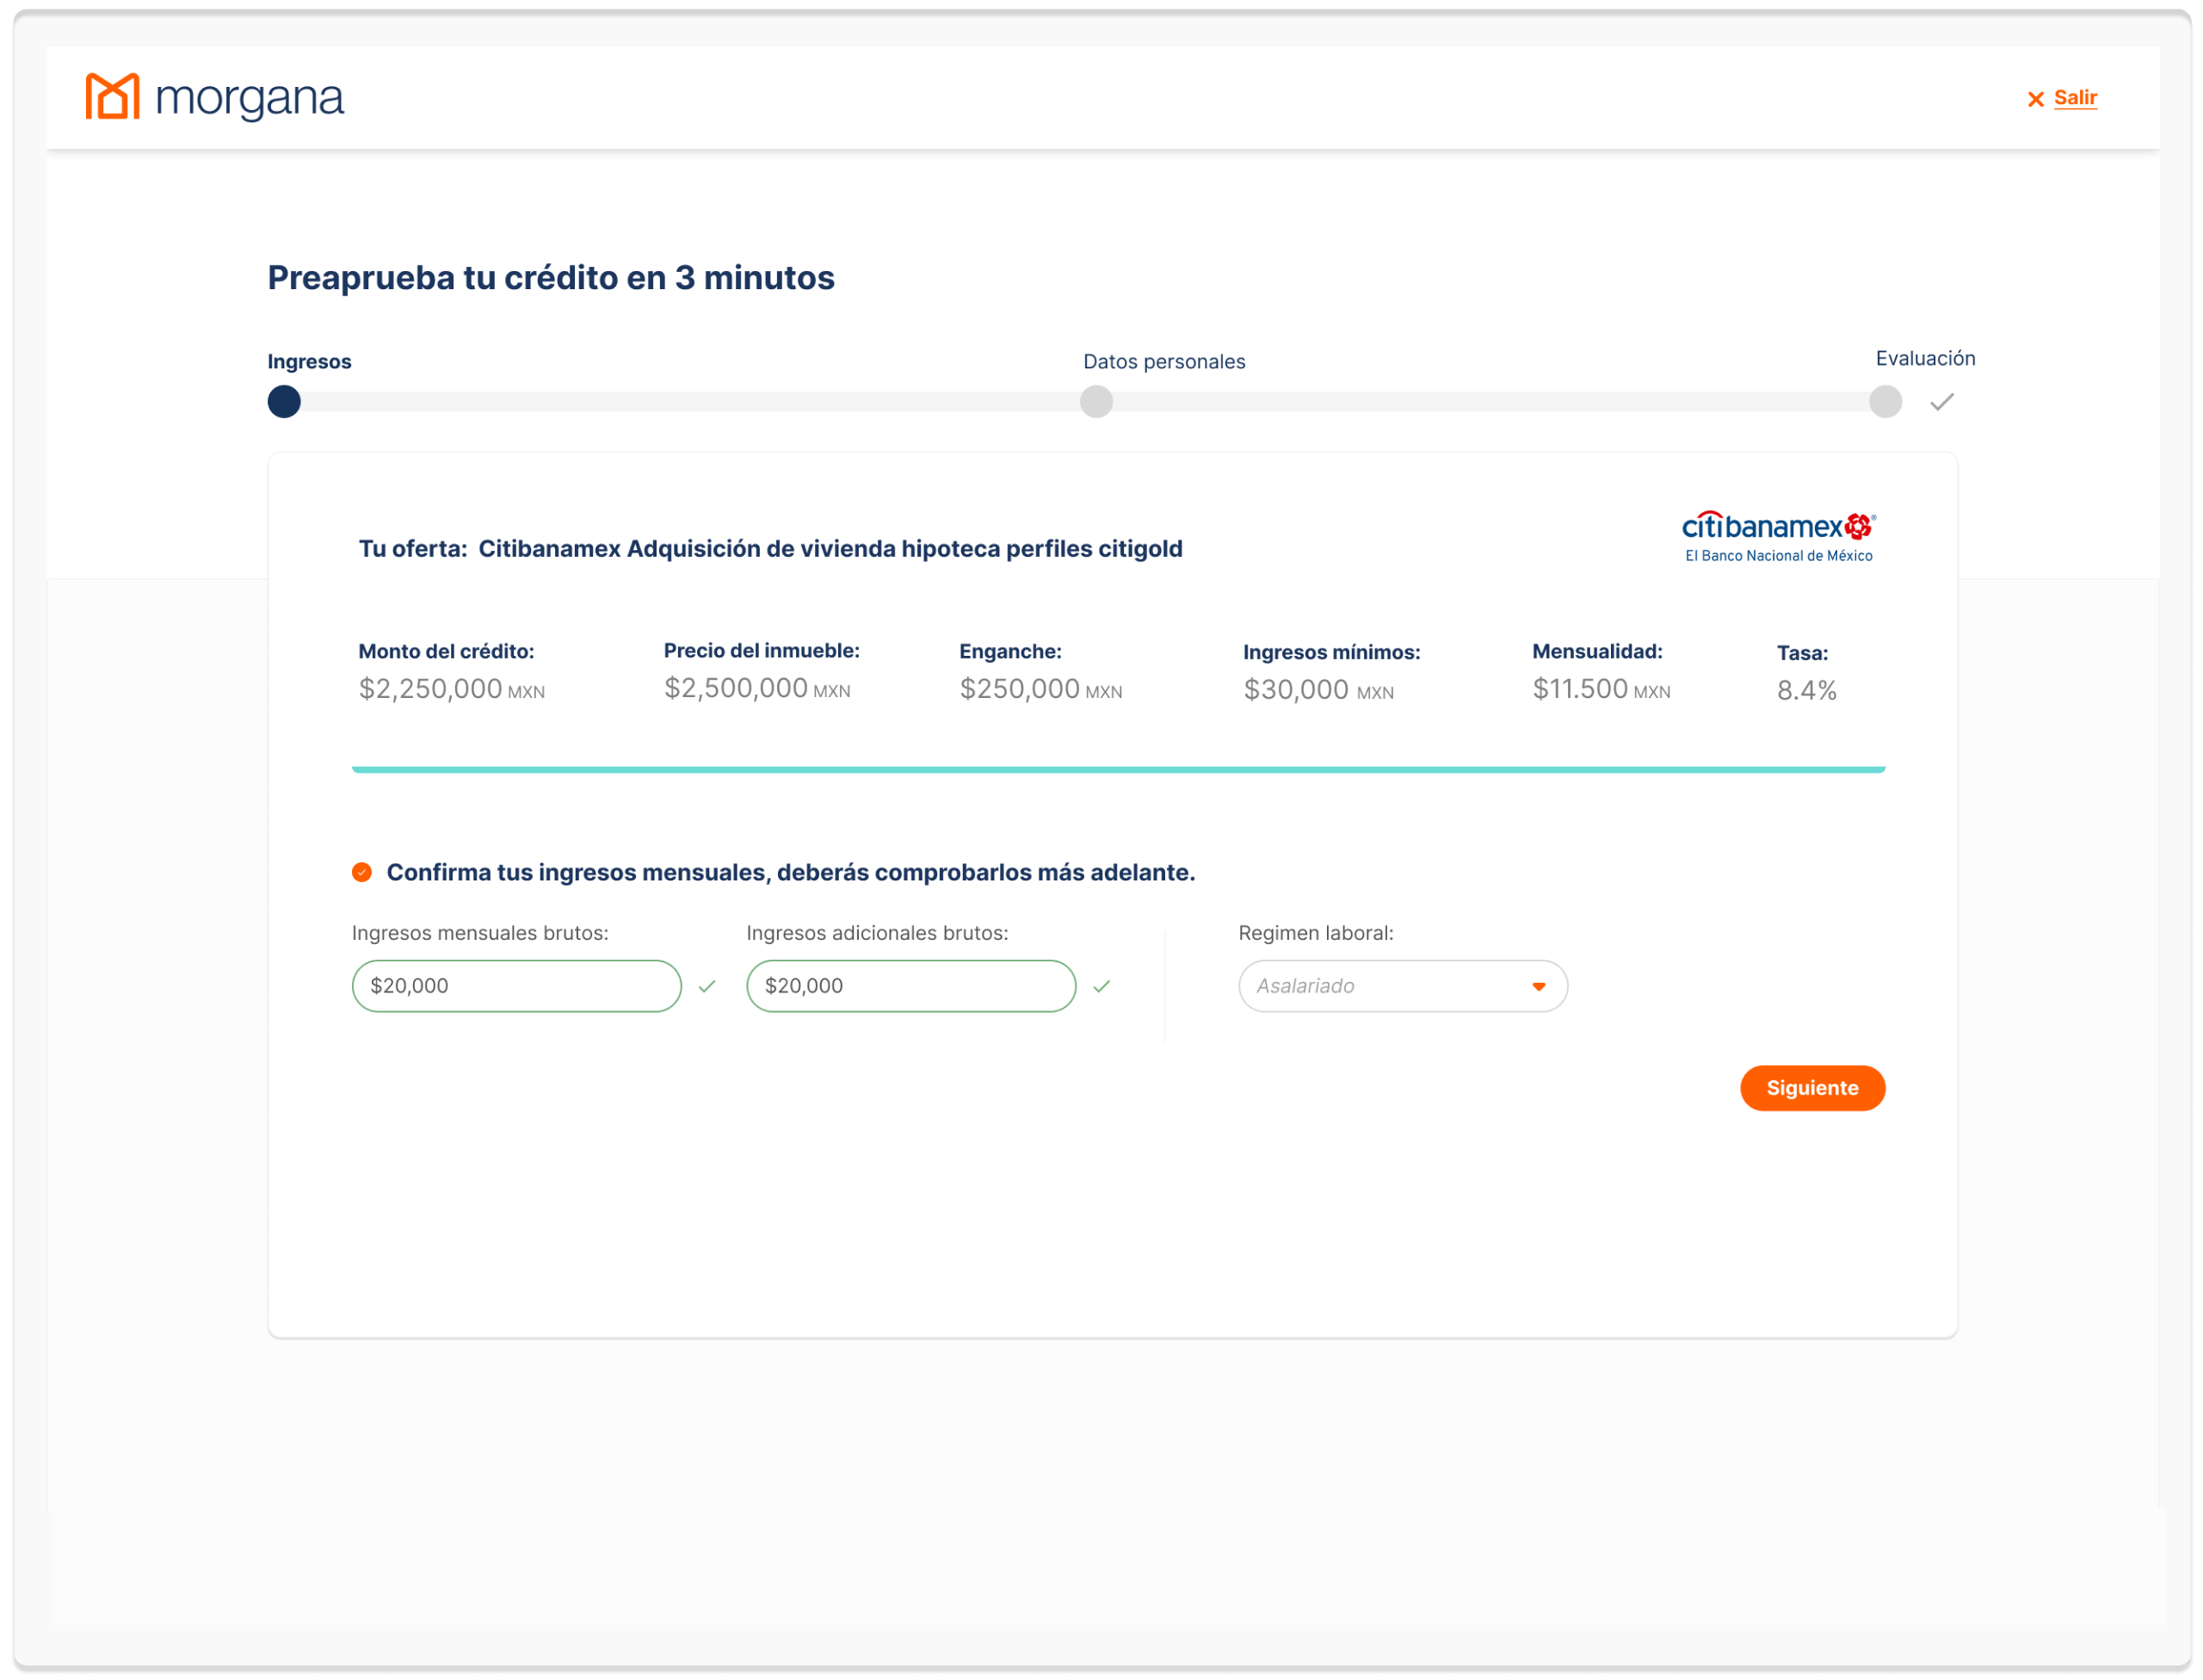 morgana
Salir
Preaprueba tu crédito en 3 minutos
Ingresos
Datos personales
Evaluación
citibanamex®
El Banco Nacional de México
Tu oferta: Citibanamex Adquisición de vivienda hipoteca perfiles citigold
Monto del crédito:
$2,250,000 MXN
Precio del inmueble:
$2,500,000 MXN
Enganche:
$250,000 MXN
Ingresos mínimos:
$30,000 MXN
Mensualidad:
$11.500 MXN
Tasa:
8.4%
Confirma tus ingresos mensuales, deberás comprobarlos más adelante.
Ingresos mensuales brutos:
$20,000
Ingresos adicionales brutos:
$20,000
Regimen laboral:
Asalariado
Siguiente